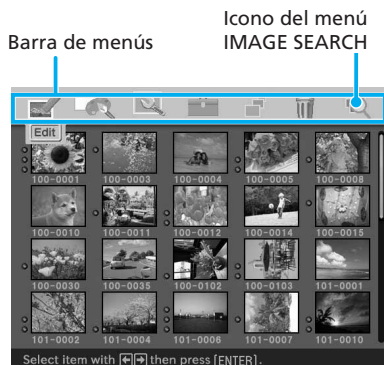 Icono del menú
IMAGE SEARCH
Barra de menús
Edit
100-0001 100-0003 100-0004 100-0005 100-0008
100-0010 100-0011 100-0012 100-0014 100-0015
100-0030 100-0035 100-0102 100-0103 101-0001
101-0002 101-0004 101-0006 101-0007 101-0010
Select item with [←][→] then press [ENTER].